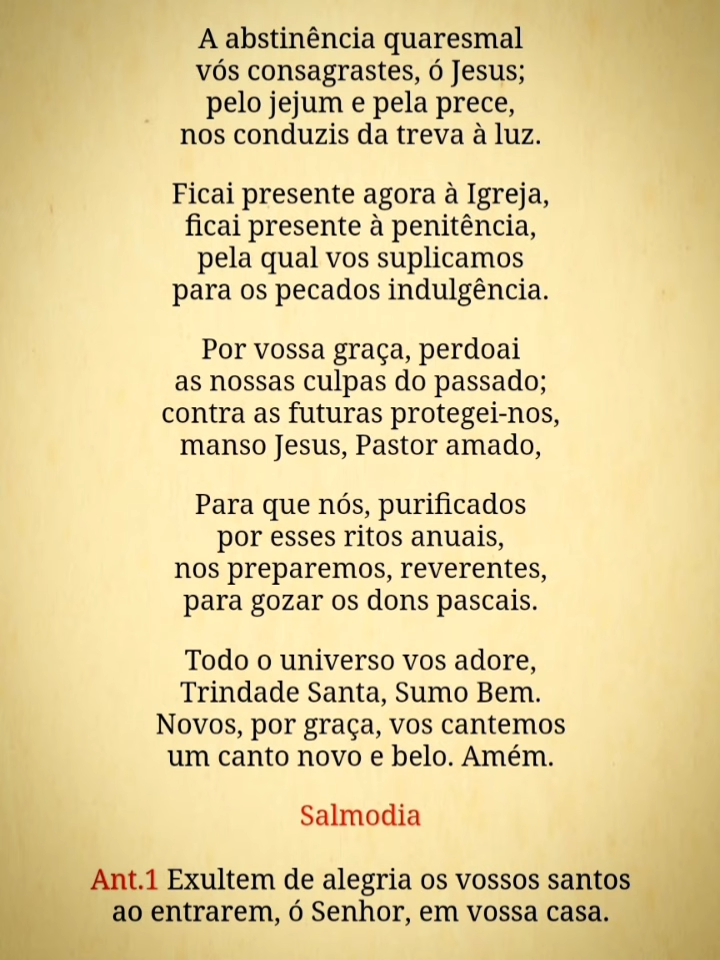 A abstinência quaresmal
vós consagrastes, ó Jesus;
pelo jejum e pela prece,
nos conduzis da treva à luz.
Ficai presente agora à Igreja,
ficai presente à penitência,
pela qual vos suplicamos
para os pecados indulgência.
Por vossa graça, perdoai
as nossas culpas do passado;
contra as futuras protegei-nos,
manso Jesus, Pastor amado,
Para que nós, purificados
por esses ritos anuais,
nos preparemos, reverentes,
para gozar os dons pascais.
Todo o universo vos adore,
Trindade Santa, Sumo Bem.
Novos, por graça, vos cantemos
um canto novo e belo. Amém.
Salmodia
Ant.1 Exultem de alegria os vossos santos
ao entrarem, ó Senhor, em vossa casa.